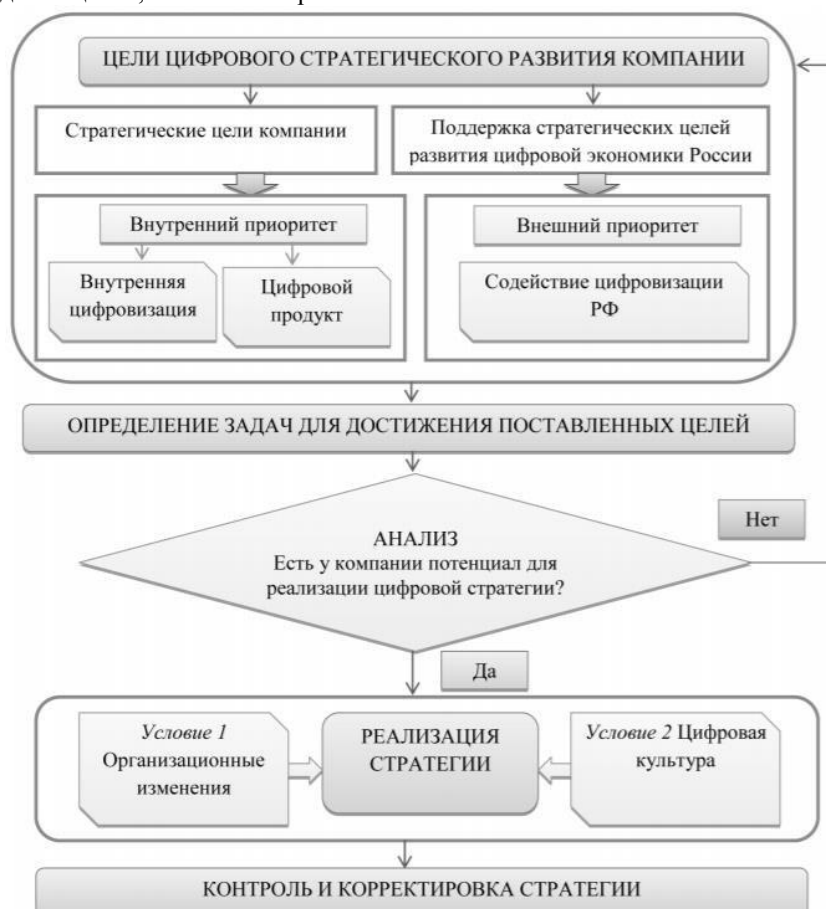 ЦЕЛИ ЦИФРОВОГО СТРАТЕГИЧЕСКОГО РАЗВИТИЯ КОМПАНИИ
Стратегические цели компании
Поддержка стратегических целей
развития цифровой экономики России
Внутренний приоритет
Внутренняя
цифровизация
Цифровой
продукт
Внешний приоритет
Содействие цифровизации
РФ
ОПРЕДЕЛЕНИЕ ЗАДАЧ ДЛЯ ДОСТИЖЕНИЯ ПОСТАВЛЕННЫХ ЦЕЛЕЙ
АНАЛИЗ
Есть у компании потенциал для
реализации цифровой стратегии?
Нет
Да
Условие 1
Организационные
изменения
РЕАЛИЗАЦИЯ
СТРАТЕГИИ
Условие 2 Цифровая
культура
КОНТРОЛЬ И КОРРЕКТИРОВКА СТРАТЕГИИ